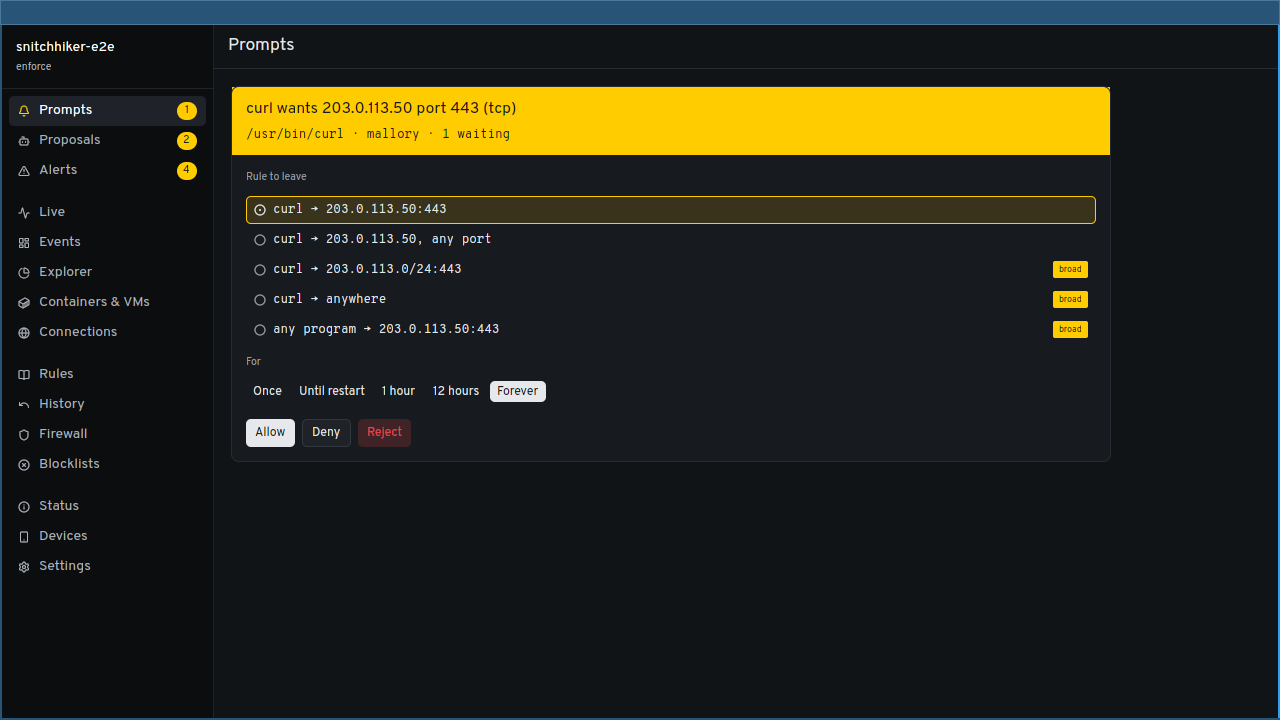 snitchhiker-e2e
enforce
Prompts 1
Proposals 2
Alerts 4
Live
Events
Explorer
Containers & VMs
Connections
Rules
History
Firewall
Blocklists
Status
Devices
Settings
Prompts
curl wants 203.0.113.50 port 443 (tcp)
/usr/bin/curl · mallory · 1 waiting
Rule to leave
curl → 203.0.113.50:443
curl → 203.0.113.50, any port
curl → 203.0.113.0/24:443 broad
curl → anywhere broad
any program → 203.0.113.50:443 broad
For
Once Until restart 1 hour 12 hours Forever
Allow Deny Reject